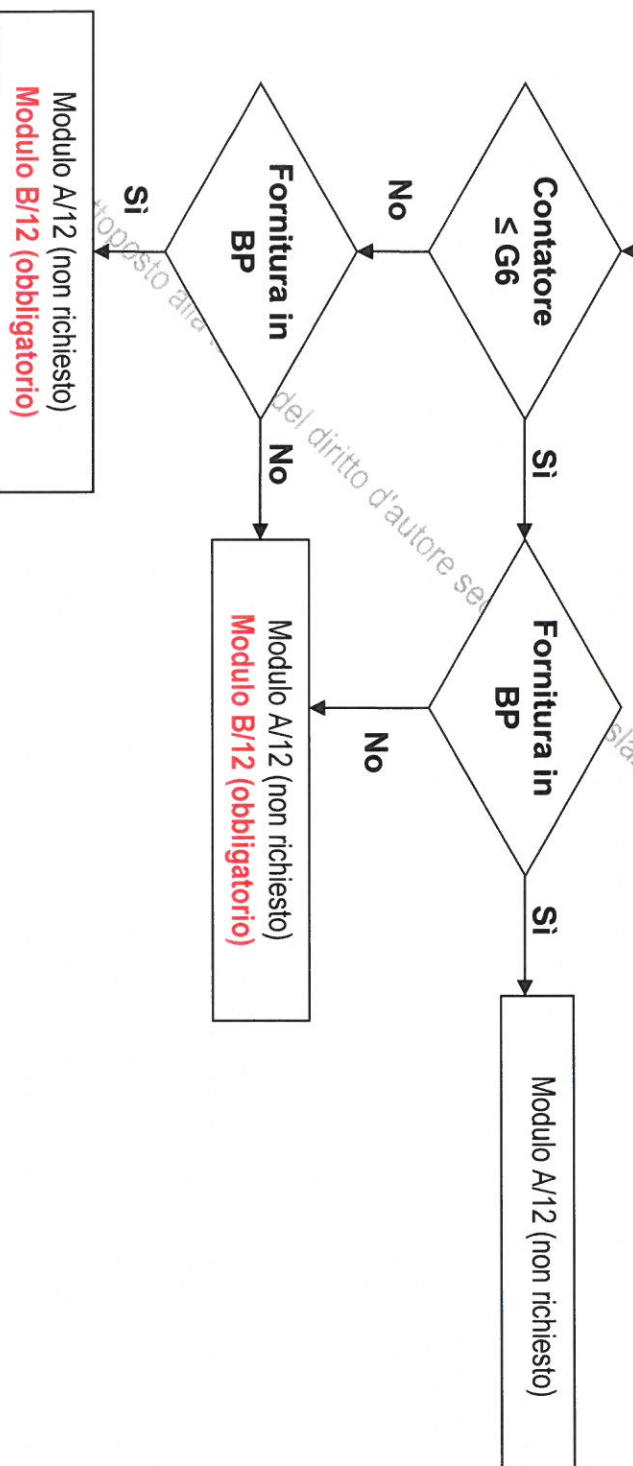 Contatore
≤ G6
Sì
Fornitura in
BP
Sì
Modulo A/12 (non richiesto)
No
No
Fornitura in
BP
No
Modulo A/12 (non richiesto)
Modulo B/12 (obbligatorio)
Sì
Modulo A/12 (non richiesto)
Modulo B/12 (obbligatorio)
del diritto d'autore